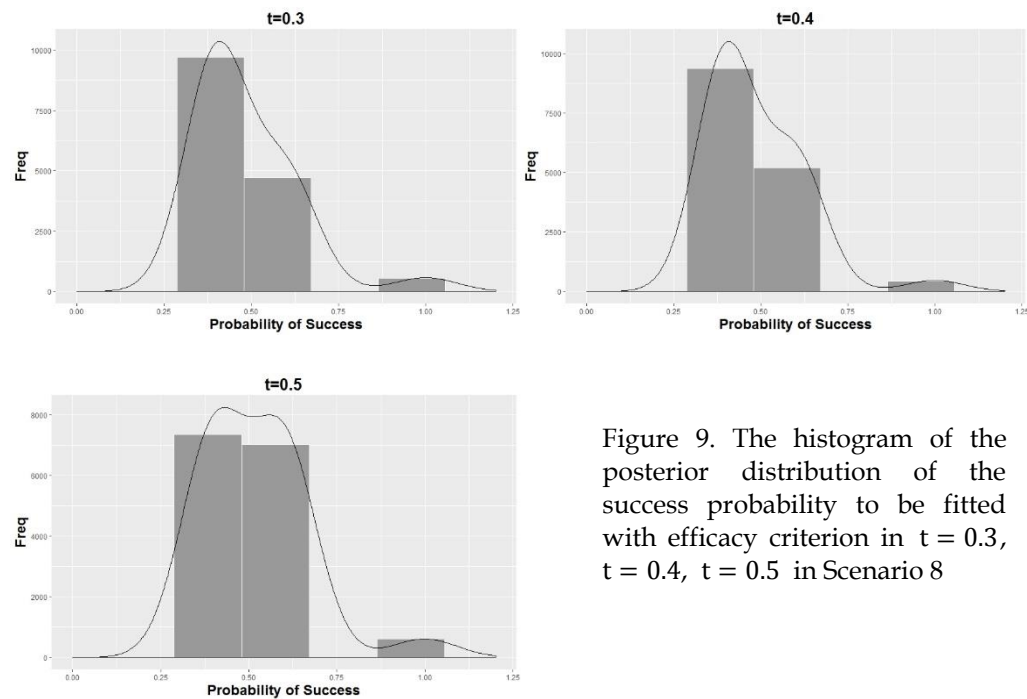 t=0.3
10000
7500
5000
2500
0
Freq
0.00 0.25 0.50 0.75 1.00 1.25
Probability of Success
t=0.4
10000
7500
5000
2500
0
Freq
0.00 0.25 0.50 0.75 1.00 1.25
Probability of Success
t=0.5
8000
6000
4000
2000
0
Freq
0.00 0.25 0.50 0.75 1.00 1.25
Probability of Success
Figure 9. The histogram of the
posterior distribution of the
success probability to be fitted
with efficacy criterion in t = 0.3,
t = 0.4, t = 0.5 in Scenario 8